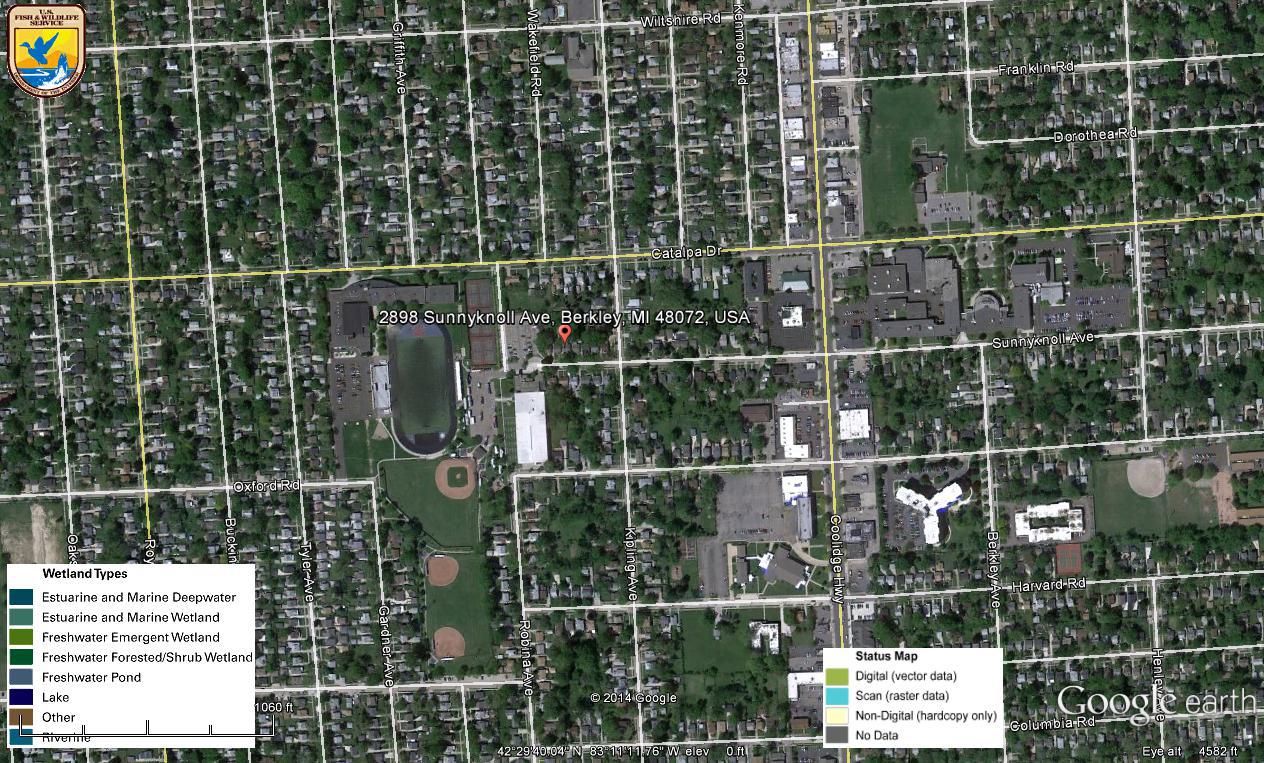 U.S.
FISH & WILDLIFE
SERVICE
DEPARTMENT OF THE INTERIOR
Wiltshire Rd
Griffith Ave
Wakefield Rd
Kenmore Rd
Franklin Rd
Dorothea Rd
Catalpa Dr
2898 Sunnyknoll Ave, Berkley, MI 48072, USA
Sunnyknoll Ave
Oxford Rd
Oaks
Roy
Buckin
Tyler Ave
Gardner Ave
Robina Ave
Kipling Ave
Coolidge Hwy
Berkley Ave
Harvard Rd
Columbia Rd
Wetland Types
Estuarine and Marine Deepwater
Estuarine and Marine Wetland
Freshwater Emergent Wetland
Freshwater Forested/Shrub Wetland
Freshwater Pond
Lake
Other
Riverine
1060 ft
© 2014 Google
Status Map
Digital (vector data)
Scan (raster data)
Non-Digital (hardcopy only)
No Data
Google earth
42°29'40.04" N 83°11'11.76" W elev 0 ft
Eye alt 4582 ft